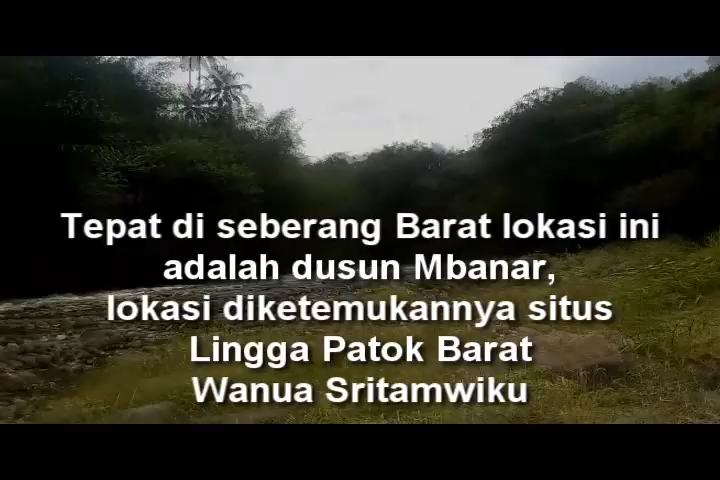 Tepat di seberang Barat lokasi ini
adalah dusun Mbanar,
lokasi diketemukannya situs
Lingga Patok Barat
Wanua Sritamwiku